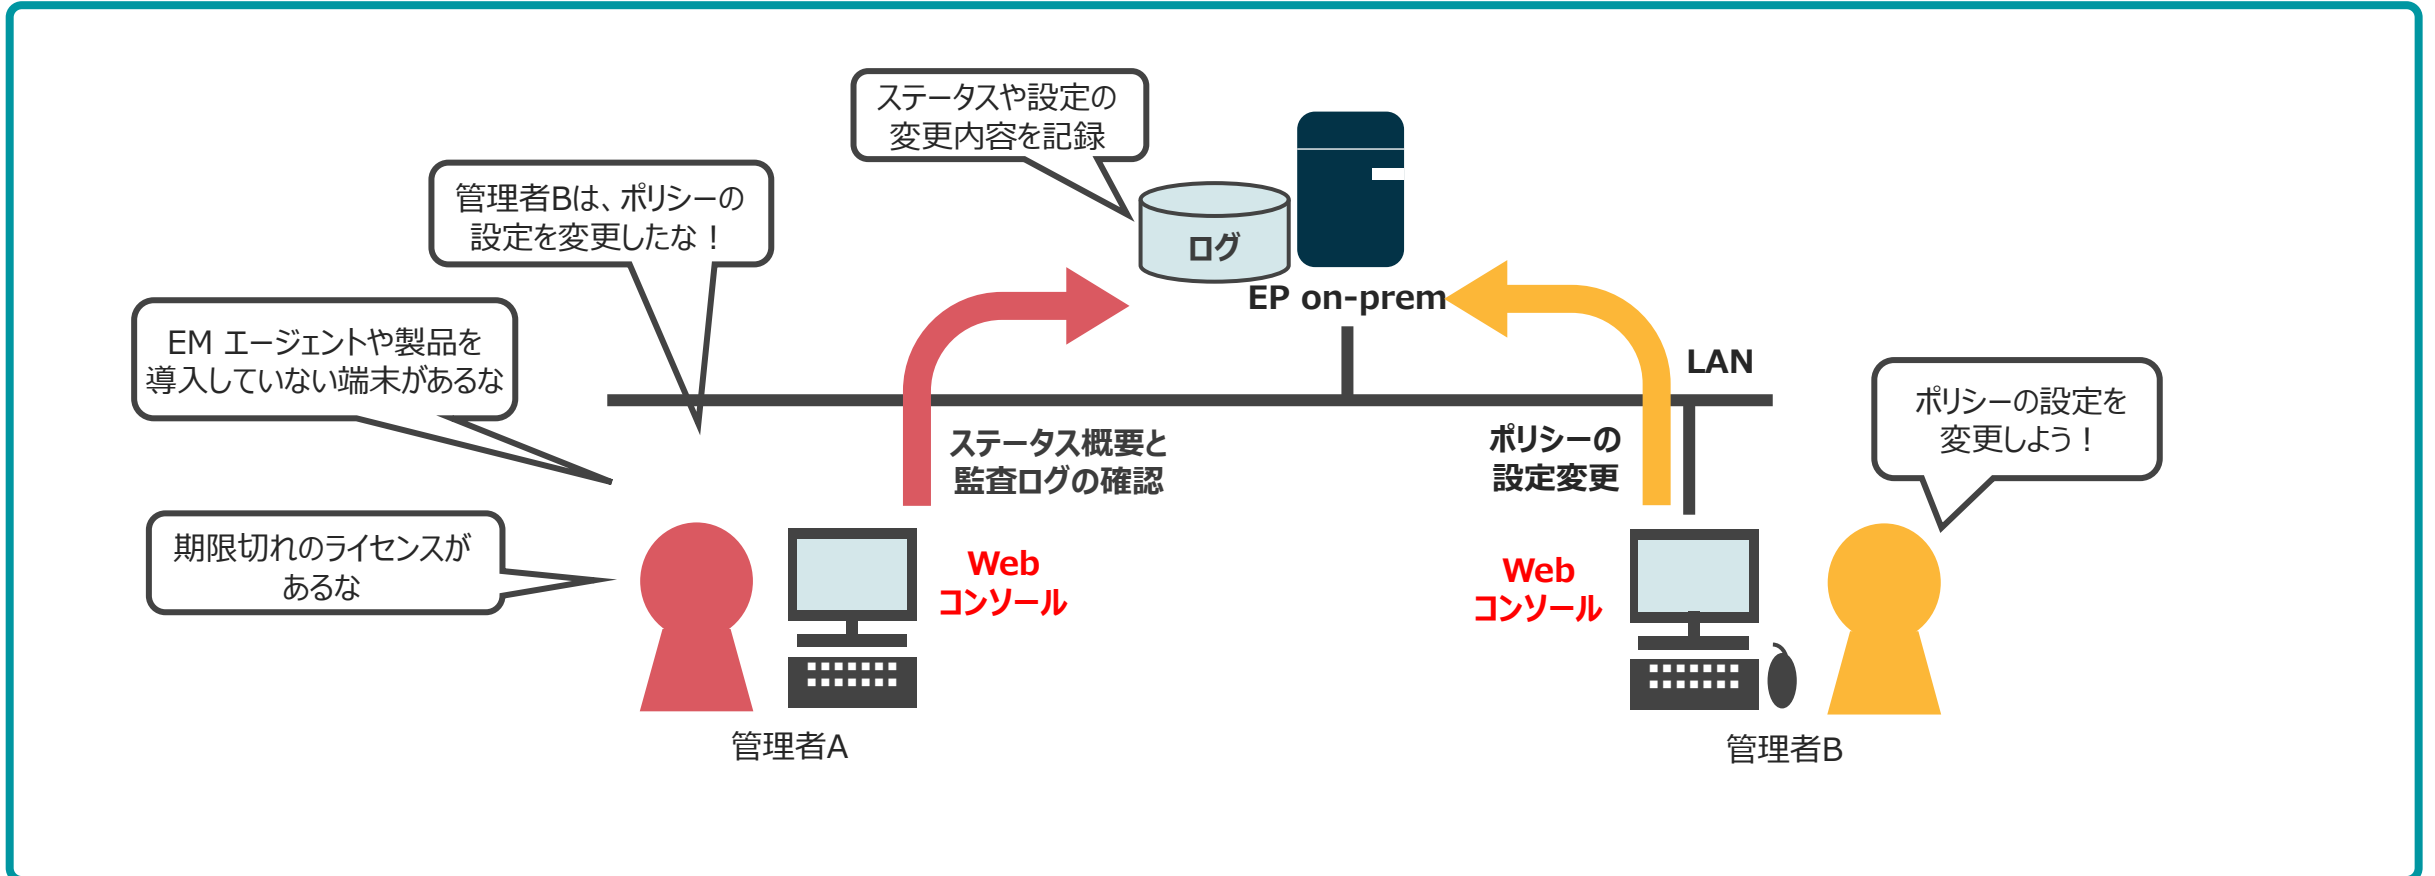 ステータスや設定の
変更内容を記録
管理者Bは、ポリシーの
設定を変更したな！
ログ
EP on-prem
EM エージェントや製品を
導入していない端末があるな
LAN
ポリシーの設定を
変更しよう！
ステータス概要と
監査ログの確認
ポリシーの
設定変更
期限切れのライセンスが
あるな
Web
コンソール
Web
コンソール
管理者A
管理者B